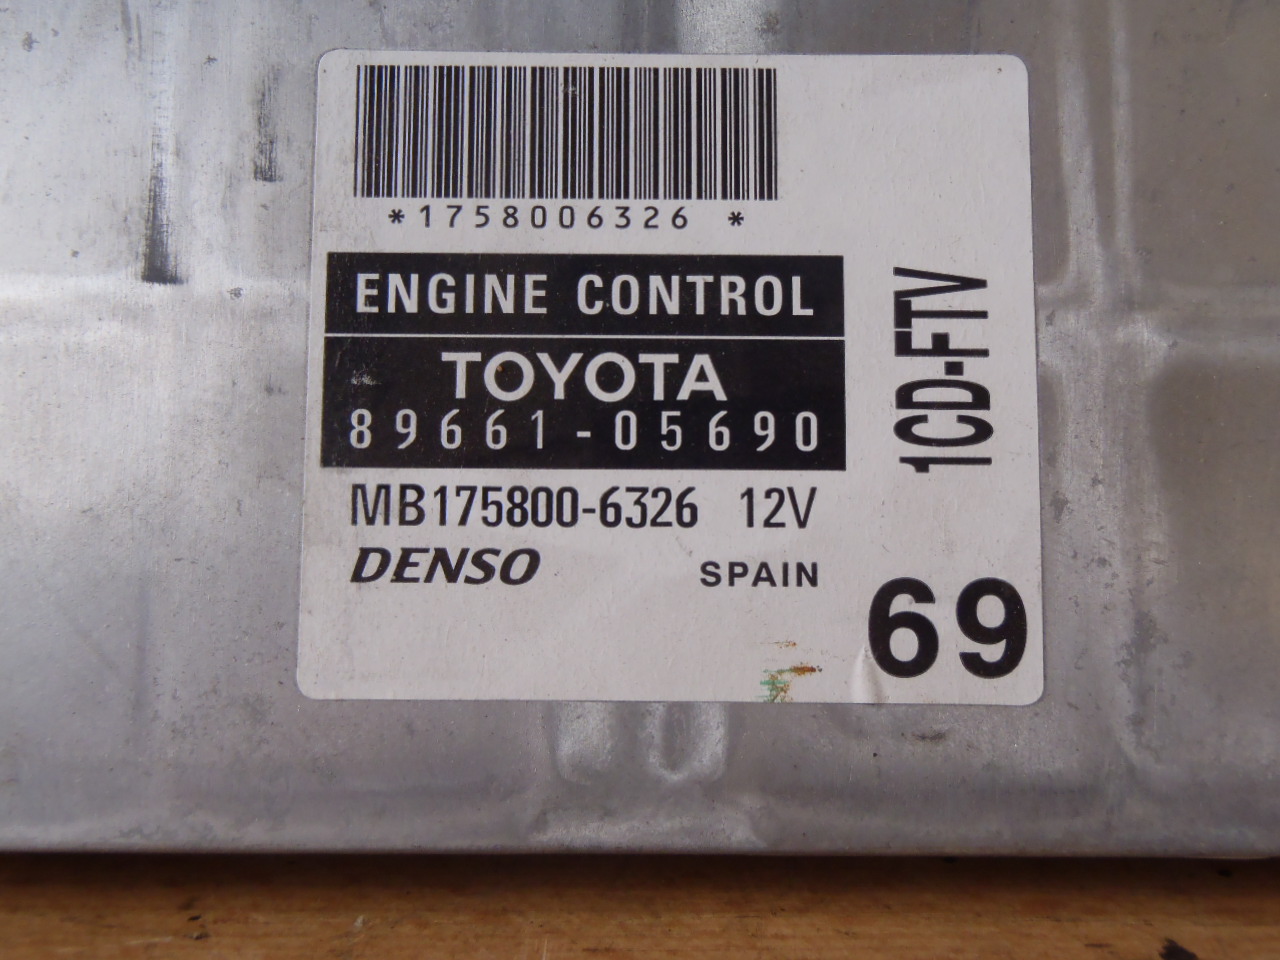 *1758006326 *
ENGINE CONTROL
TOYOTA
89661-05690
MB175800-6326 12V
DENSO SPAIN
1CD-FTV
69